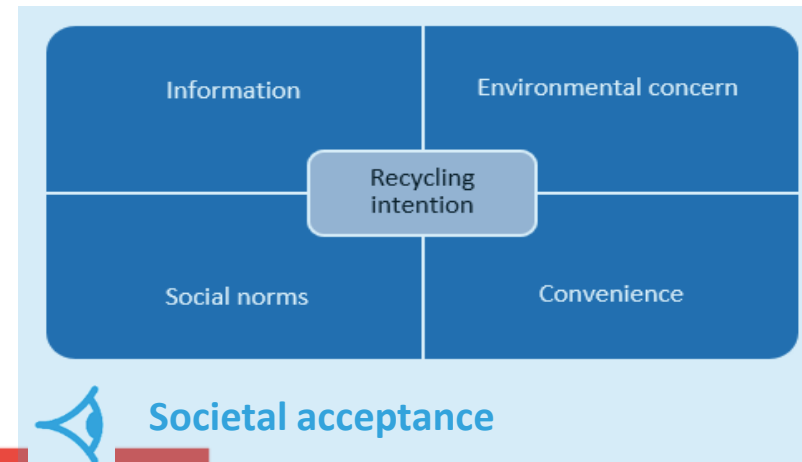 Information
Environmental concern
Recycling
intention
Social norms
Convenience
Societal acceptance